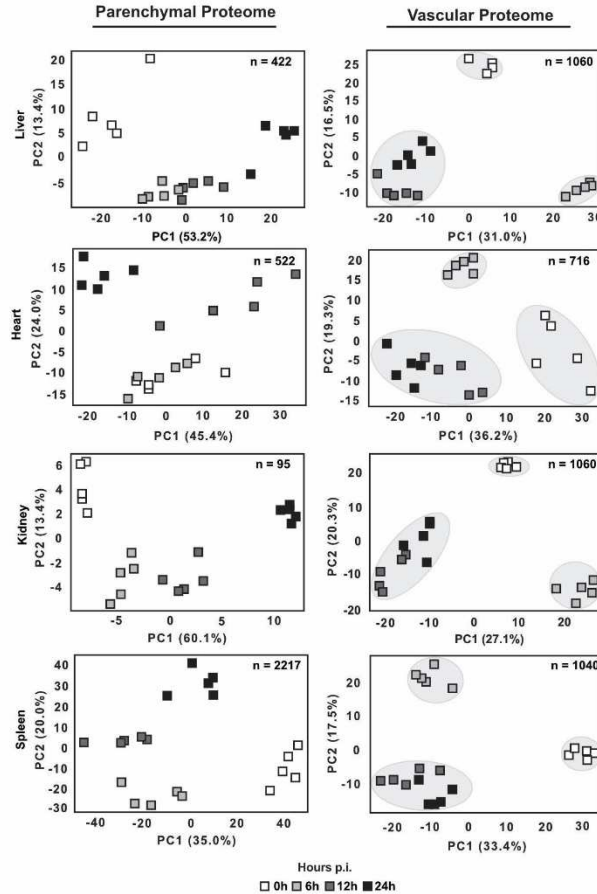 Parenchymal Proteome
Vascular Proteome
Liver
PC2 (13.4%)
20
15
10
5
0
-5
n = 422
-20
-10
0
10
20
PC1 (53.2%)
PC2 (16.5%)
25
20
15
10
5
0
-5
-10
n = 1060
-20
-10
0
10
20
30
PC1 (31.0%)
Heart
PC2 (24.0%)
15
10
5
0
-5
-10
-15
n = 522
-20
-10
0
10
20
30
PC1 (45.4%)
PC2 (19.3%)
20
15
10
5
0
-5
-10
-15
n = 716
-20
-10
0
10
20
30
PC1 (36.2%)
Kidney
PC2 (13.4%)
6
4
2
0
-2
-4
n = 95
-5
0
5
10
PC1 (60.1%)
PC2 (20.3%)
20
10
0
-10
-20
n = 1060
-20
-10
0
10
20
PC1 (27.1%)
Spleen
PC2 (20.0%)
40
30
20
10
0
-10
-20
-30
n = 2217
-40
-20
0
20
40
PC1 (35.0%)
PC2 (17.5%)
20
10
0
-10
n = 1040
-20
-10
0
10
20
30
PC1 (33.4%)
Hours p.i.
0h 6h 12h 24h